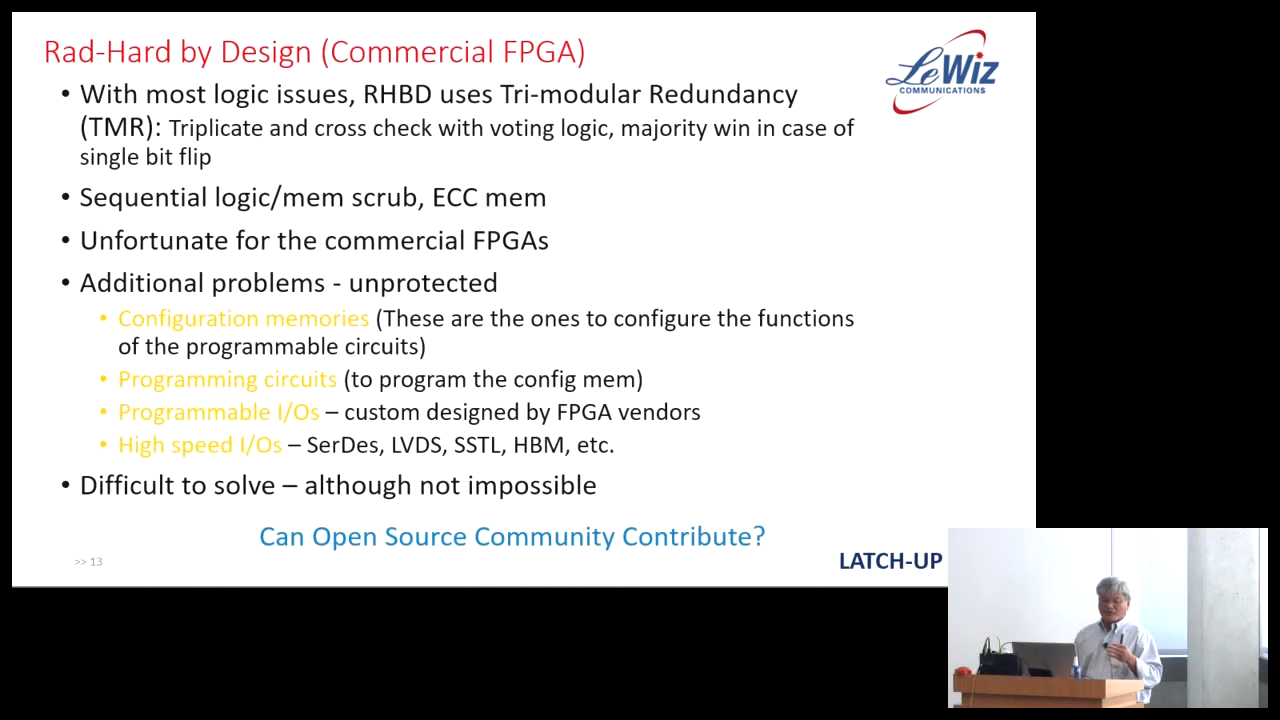 Rad-Hard by Design (Commercial FPGA)
LeWiz
COMMUNICATIONS
• With most logic issues, RHBD uses Tri-modular Redundancy
(TMR): Triplicate and cross check with voting logic, majority win in case of
single bit flip
• Sequential logic/mem scrub, ECC mem
• Unfortunate for the commercial FPGAs
• Additional problems - unprotected
• Configuration memories (These are the ones to configure the functions
of the programmable circuits)
• Programming circuits (to program the config mem)
• Programmable I/Os – custom designed by FPGA vendors
• High speed I/Os – SerDes, LVDS, SSTL, HBM, etc.
• Difficult to solve – although not impossible
Can Open Source Community Contribute?
>> 13
LATCH-UP